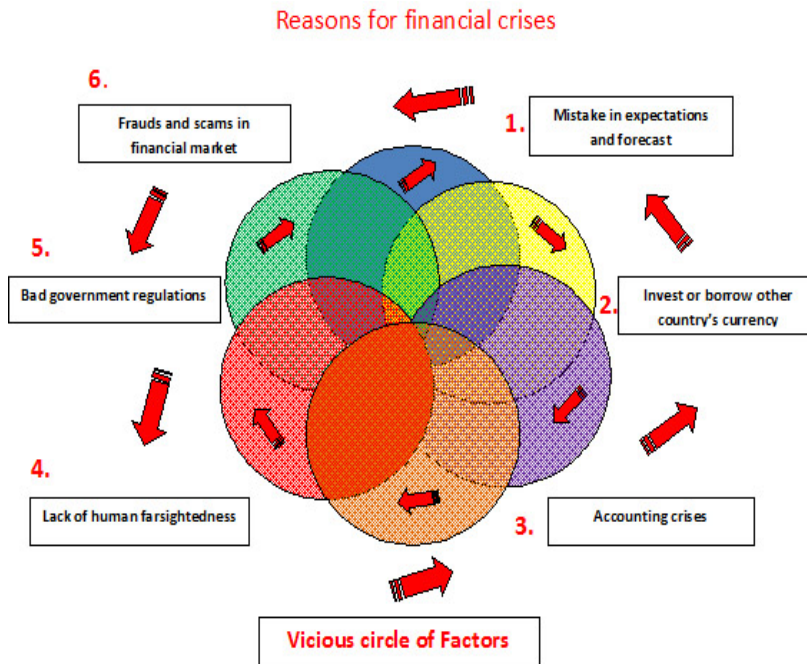 Reasons for financial crises
6.
Frauds and scams in
financial market
1.
Mistake in expectations
and forecast
5.
Bad government regulations
2.
Invest or borrow other
country's currency
4.
Lack of human farsightedness
3.
Accounting crises
Vicious circle of Factors